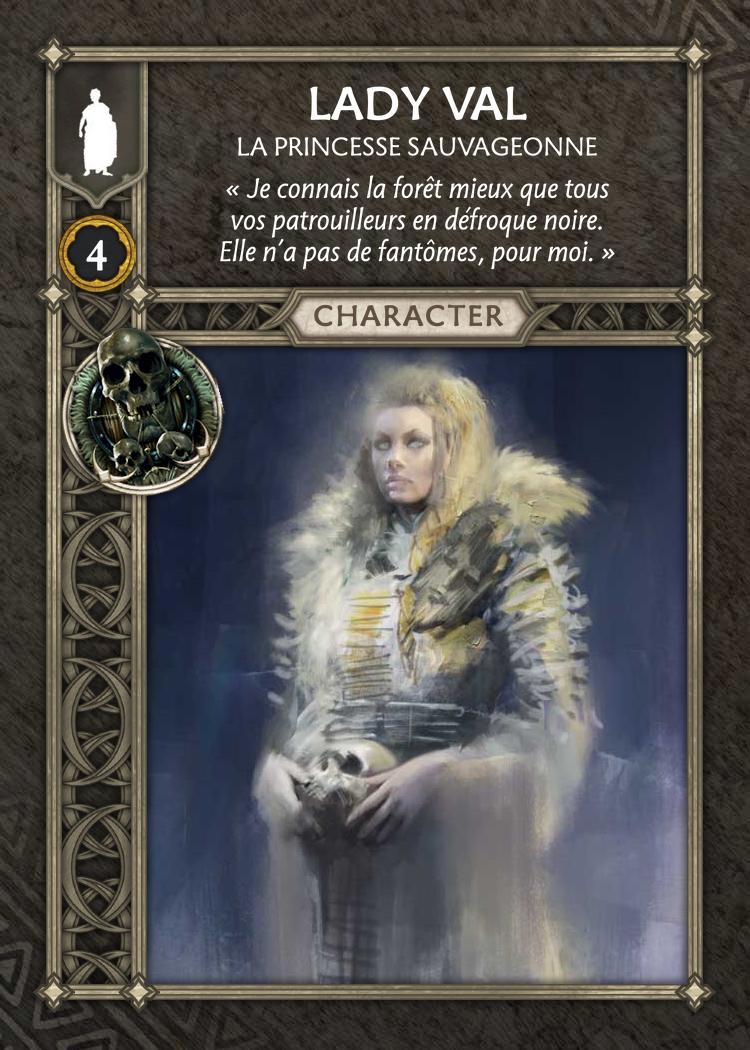 LADY VAL
LA PRINCESSE SAUVAGEONNE
« Je connais la forêt mieux que tous
vos patrouilleurs en défroque noire.
Elle n’a pas de fantômes, pour moi. »
4
CHARACTER